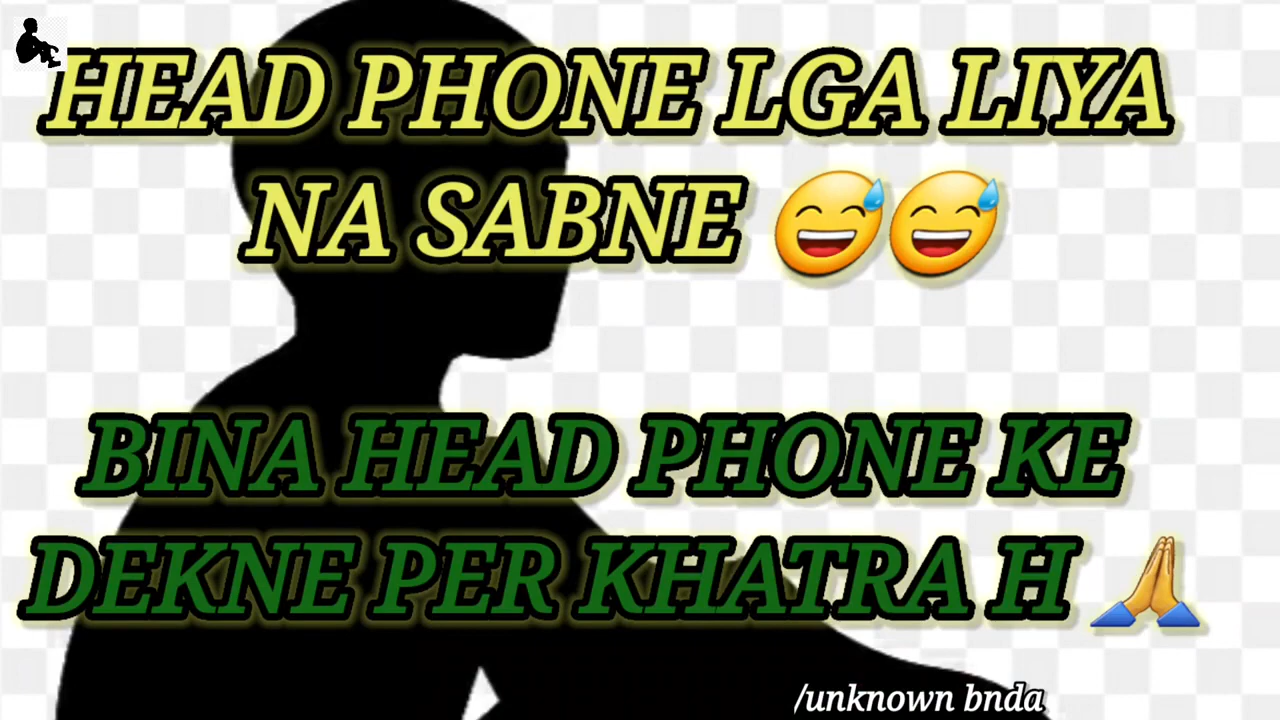 HEAD PHONE LGA LIYA
NA SABNE 😅😅
BINA HEAD PHONE KE
DEKNE PER KHATRA H 🙏
/unknown bnda